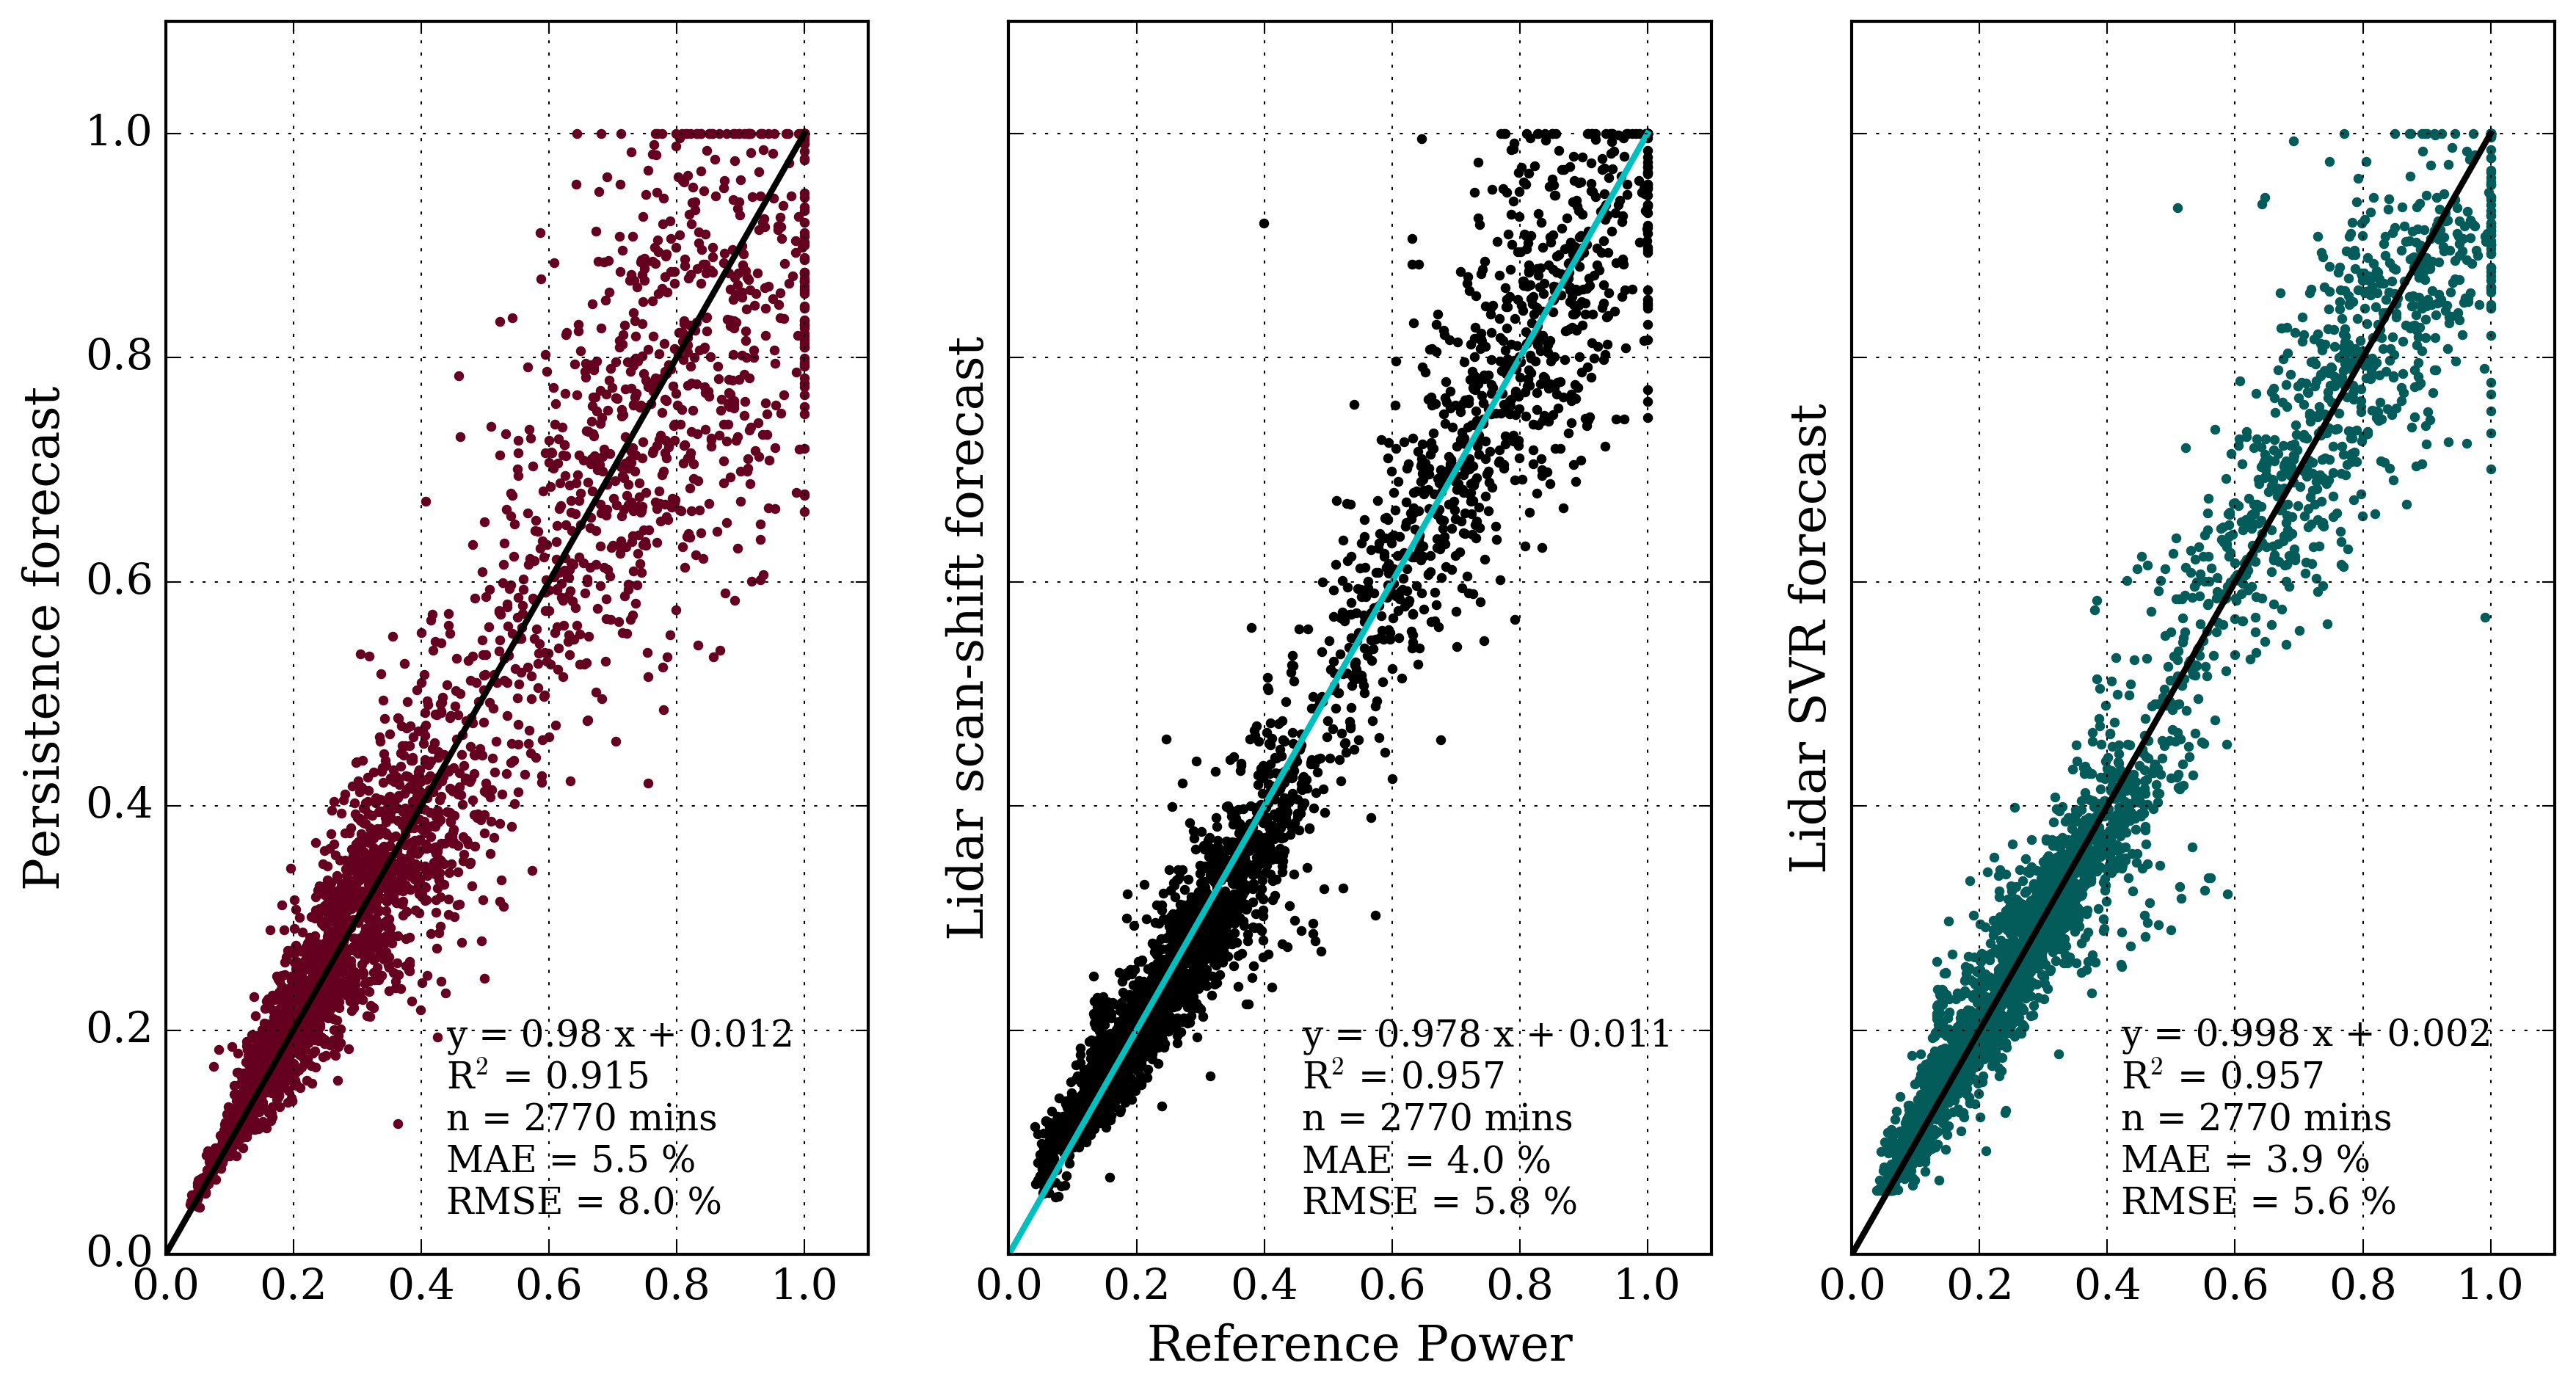 Persistence forecast
1.0
0.8
0.6
0.4
0.2
0.0
0.0 0.2 0.4 0.6 0.8 1.0
y = 0.98 x + 0.012
R² = 0.915
n = 2770 mins
MAE = 5.5 %
RMSE = 8.0 %
Lidar scan-shift forecast
0.0 0.2 0.4 0.6 0.8 1.0
y = 0.978 x + 0.011
R² = 0.957
n = 2770 mins
MAE = 4.0 %
RMSE = 5.8 %
Reference Power
Lidar SVR forecast
0.0 0.2 0.4 0.6 0.8 1.0
y = 0.998 x + 0.002
R² = 0.957
n = 2770 mins
MAE = 3.9 %
RMSE = 5.6 %